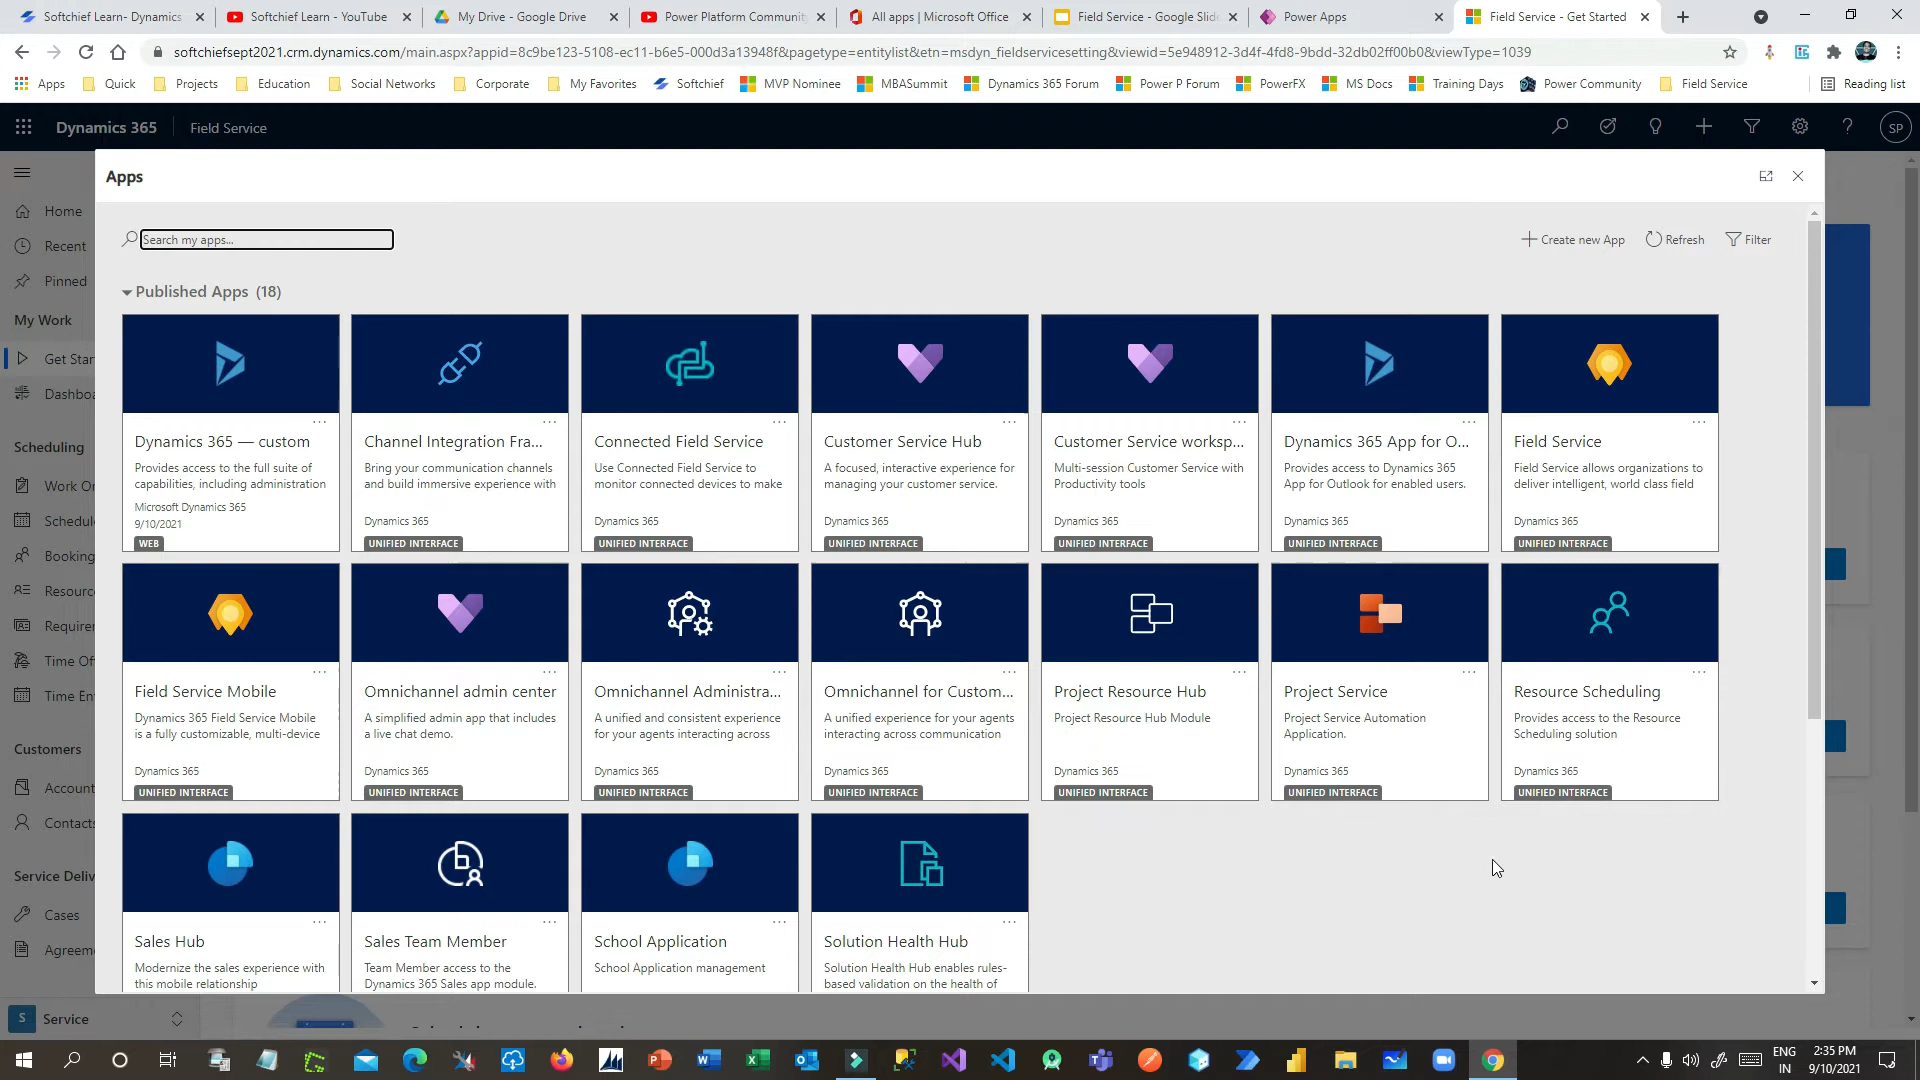 Softchief Learn- Dynamics
Softchief Learn - YouTube
My Drive - Google Drive
Power Platform Communit
All apps | Microsoft Office
Field Service - Google Slide
Power Apps
Field Service - Get Started
softchiefsept2021.crm.dynamics.com/main.aspx?appid=8c9be123-5108-ec11-b6e5-000d3a13948f&pagetype=entitylist&etn=msdyn_fieldservicesetting&viewid=5e948912-3d4f-4fd8-9bdd-32db02ff00b0&viewType=1039
Apps
Quick
Projects
Education
Social Networks
Corporate
My Favorites
Softchief
MVP Nominee
MBASummit
Dynamics 365 Forum
Power P Forum
PowerFX
MS Docs
Training Days
Power Community
Field Service
Reading list
Dynamics 365
Field Service
SP
Home
Recent
Pinned
My Work
Get Star
Dashboa
Scheduling
Work Or
Schedul
Booking
Resourc
Requirer
Time Off
Time Ent
Customers
Account
Contacts
Service Deliv
Cases
Agreeme
S
Service
Apps
Search my apps...
Create new App
Refresh
Filter
Published Apps (18)
Dynamics 365 — custom
Provides access to the full suite of
capabilities, including administration
Microsoft Dynamics 365
9/10/2021
WEB
Channel Integration Fra...
Bring your communication channels
and build immersive experience with
Dynamics 365
UNIFIED INTERFACE
Connected Field Service
Use Connected Field Service to
monitor connected devices to make
Dynamics 365
UNIFIED INTERFACE
Customer Service Hub
A focused, interactive experience for
managing your customer service.
Dynamics 365
UNIFIED INTERFACE
Customer Service worksp...
Multi-session Customer Service with
Productivity tools
Dynamics 365
UNIFIED INTERFACE
Dynamics 365 App for O...
Provides access to Dynamics 365
App for Outlook for enabled users.
Dynamics 365
UNIFIED INTERFACE
Field Service
Field Service allows organizations to
deliver intelligent, world class field
Dynamics 365
UNIFIED INTERFACE
Field Service Mobile
Dynamics 365 Field Service Mobile
is a fully customizable, multi-device
Dynamics 365
UNIFIED INTERFACE
Omnichannel admin center
A simplified admin app that includes
a live chat demo.
Dynamics 365
UNIFIED INTERFACE
Omnichannel Administra...
A unified and consistent experience
for your agents interacting across
Dynamics 365
UNIFIED INTERFACE
Omnichannel for Custom...
A unified experience for your agents
interacting across communication
Dynamics 365
UNIFIED INTERFACE
Project Resource Hub
Project Resource Hub Module
Dynamics 365
UNIFIED INTERFACE
Project Service
Project Service Automation
Application.
Dynamics 365
UNIFIED INTERFACE
Resource Scheduling
Provides access to the Resource
Scheduling solution
Dynamics 365
UNIFIED INTERFACE
Sales Hub
Modernize the sales experience with
this mobile relationship
Sales Team Member
Team Member access to the
Dynamics 365 Sales app module.
School Application
School Application management
Solution Health Hub
Solution Health Hub enables rules-
based validation on the health of
ENG
IN
2:35 PM
9/10/2021